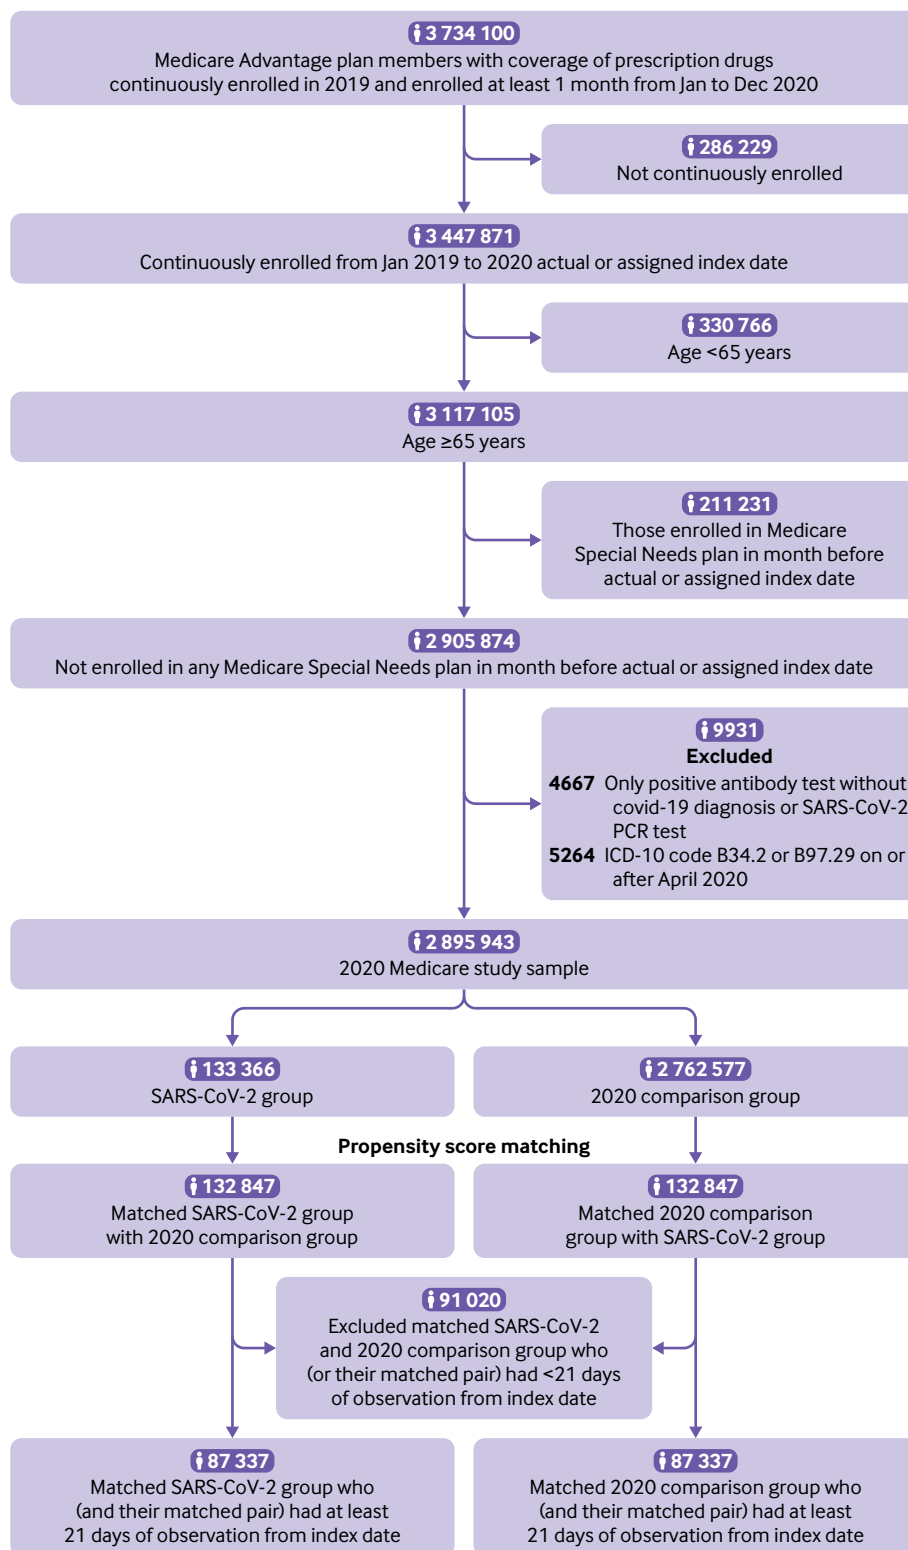 3 734 100
Medicare Advantage plan members with coverage of prescription drugs
continuously enrolled in 2019 and enrolled at least 1 month from Jan to Dec 2020
286 229
Not continuously enrolled
3 447 871
Continuously enrolled from Jan 2019 to 2020 actual or assigned index date
330 766
Age <65 years
3 117 105
Age ≥65 years
211 231
Those enrolled in Medicare
Special Needs plan in month before
actual or assigned index date
2 905 874
Not enrolled in any Medicare Special Needs plan in month before actual or assigned index date
9931
Excluded
4667 Only positive antibody test without
covid-19 diagnosis or SARS-CoV-2
PCR test
5264 ICD-10 code B34.2 or B97.29 on or
after April 2020
2 895 943
2020 Medicare study sample
133 366
SARS-CoV-2 group
2 762 577
2020 comparison group
Propensity score matching
132 847
Matched SARS-CoV-2 group
with 2020 comparison group
132 847
Matched 2020 comparison
group with SARS-CoV-2 group
91 020
Excluded matched SARS-CoV-2
and 2020 comparison group who
(or their matched pair) had <21 days
of observation from index date
87 337
Matched SARS-CoV-2 group who
(and their matched pair) had at least
21 days of observation from index date
87 337
Matched 2020 comparison group who
(and their matched pair) had at least
21 days of observation from index date